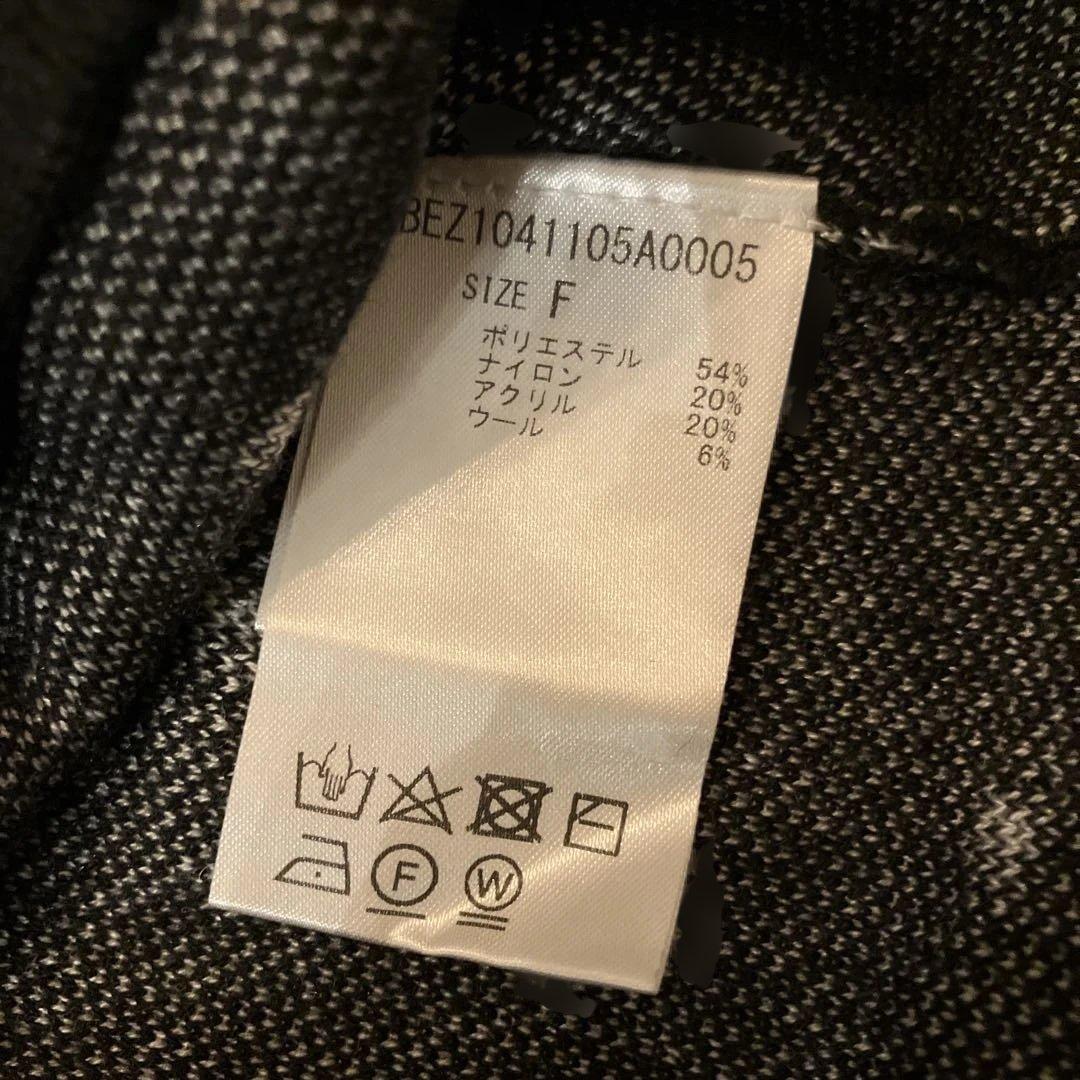 BEZ1041105A0005
SIZE F
ポリエステル 54%
ナイロン 20%
アクリル 20%
ウール 6%
F W